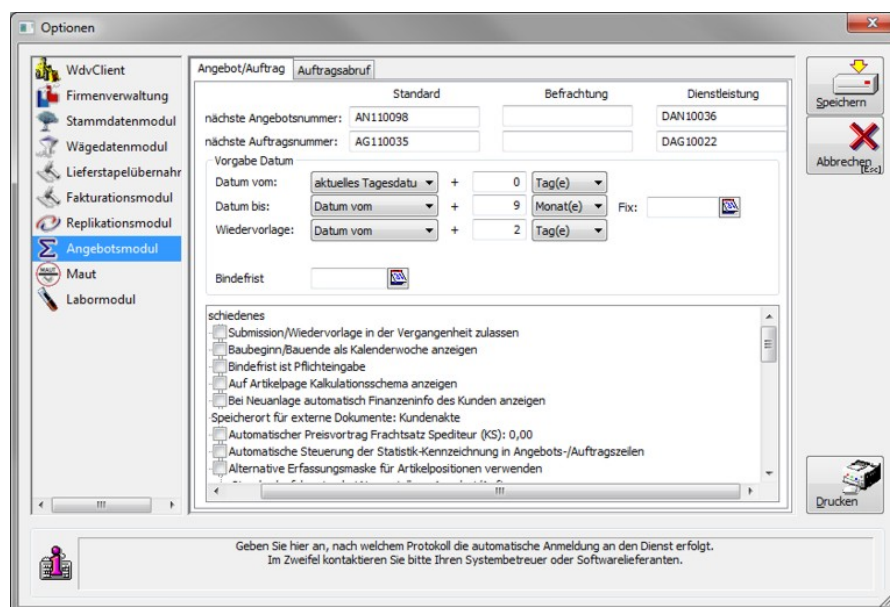 Optionen
WdvClient
Firmenverwaltung
Stammdatenmodul
Wägedatenmodul
Lieferstapelübernahr
Fakturationsmodul
Replikationsmodul
Angebotsmodul
Maut
Labormodul
Angebot/Auftrag Auftragsabruf
Standard Befrachtung Dienstleistung
nächste Angebotsnummer: AN110098 DAN10036
nächste Auftragsnummer: AG110035 DAG10022
Vorgabe Datum
Datum vom: aktuelles Tagesdatu + 0 Tag(e)
Datum bis: Datum vom + 9 Monat(e) Fix:
Wiedervorlage: Datum vom + 2 Tag(e)
Bindefrist
schiedenes
Submission/Wiedervorlage in der Vergangenheit zulassen
Baubeginn/Bauende als Kalenderwoche anzeigen
Bindefrist ist Pflichteingabe
Auf Artikelpage Kalkulationsschema anzeigen
Bei Neuanlage automatisch Finanzeninfo des Kunden anzeigen
Speicherort für externe Dokumente: Kundenakte
Automatischer Preisvortrag Frachtsatz Spediteur (KS): 0,00
Automatische Steuerung der Statistik-Kennzeichnung in Angebots-/Auftragszeilen
Alternative Erfassungsmaske für Artikelpositionen verwenden
Speichern
Abbrechen
[Esc]
Drucken
Geben Sie hier an, nach welchem Protokoll die automatische Anmeldung an den Dienst erfolgt.
Im Zweifel kontaktieren Sie bitte Ihren Systembetreuer oder Softwarelieferanten.